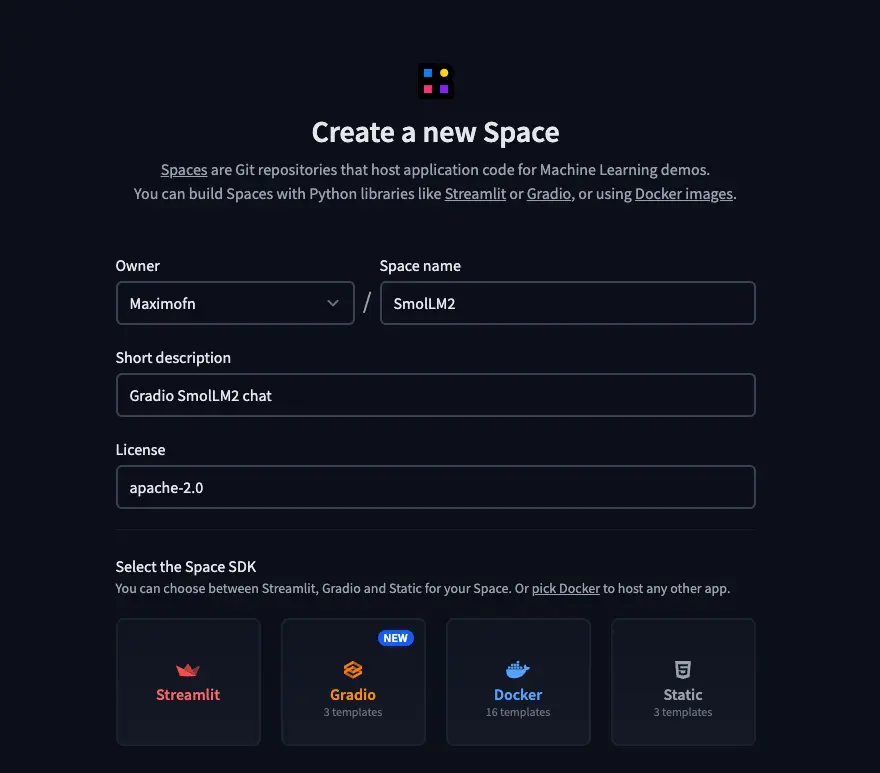 Create a new Space
Spaces are Git repositories that host application code for Machine Learning demos.
You can build Spaces with Python libraries like Streamlit or Gradio, or using Docker images.
Owner
Space name
Maximofn
/
SmolLM2
Short description
Gradio SmolLM2 chat
License
apache-2.0
Select the Space SDK
You can choose between Streamlit, Gradio and Static for your Space. Or pick Docker to host any other app.
Streamlit
NEW
Gradio
3 templates
Docker
16 templates
Static
3 templates